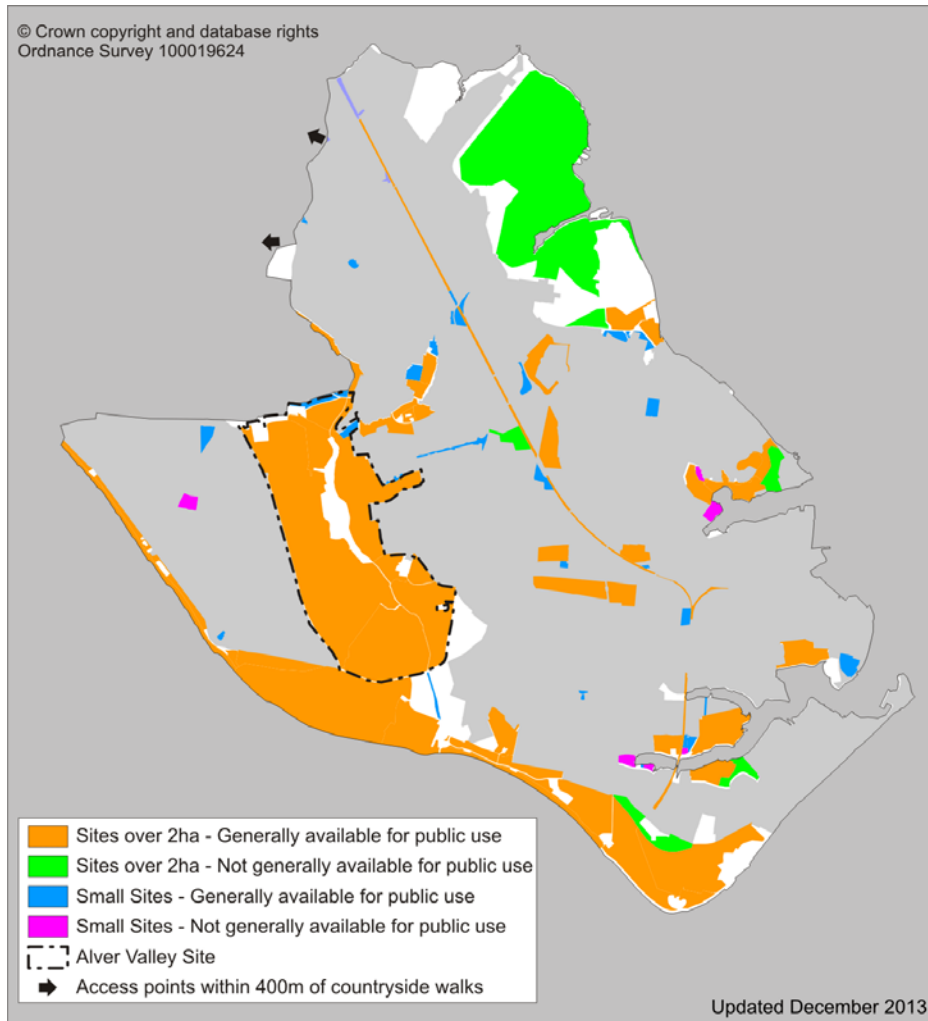 © Crown copyright and database rights
Ordnance Survey 100019624
Sites over 2ha - Generally available for public use
Sites over 2ha - Not generally available for public use
Small Sites - Generally available for public use
Small Sites - Not generally available for public use
Alver Valley Site
Access points within 400m of countryside walks
Updated December 2013